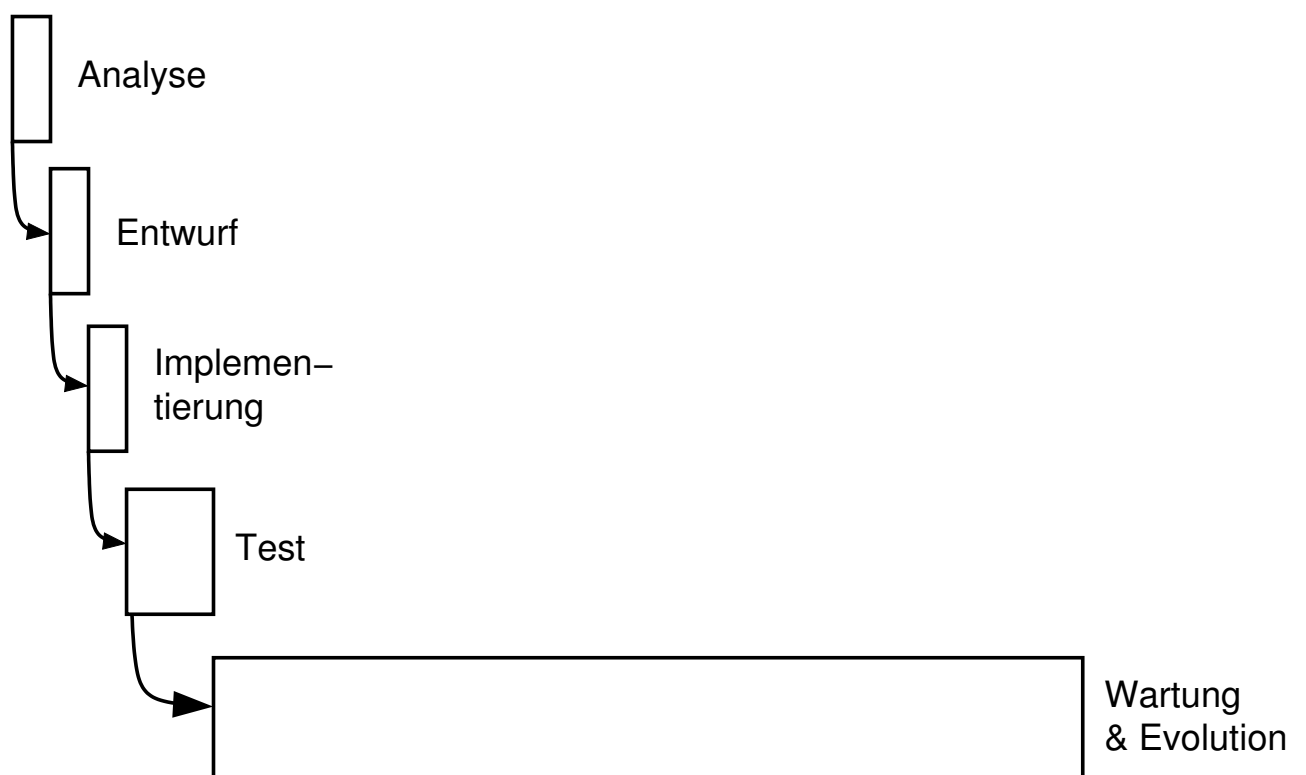 Analyse
Entwurf
Implemen–
tierung
Test
Wartung
& Evolution